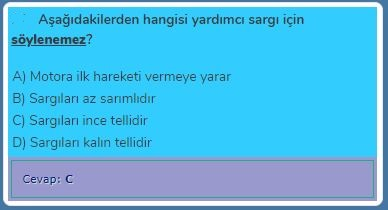 Aşağıdakilerden hangisi yardımcı sargı için
söylenemez?
A) Motora ilk hareketi vermeye yarar
B) Sargıları az sarımlıdır
C) Sargıları ince tellidir
D) Sargıları kalın tellidir
Cevap: C